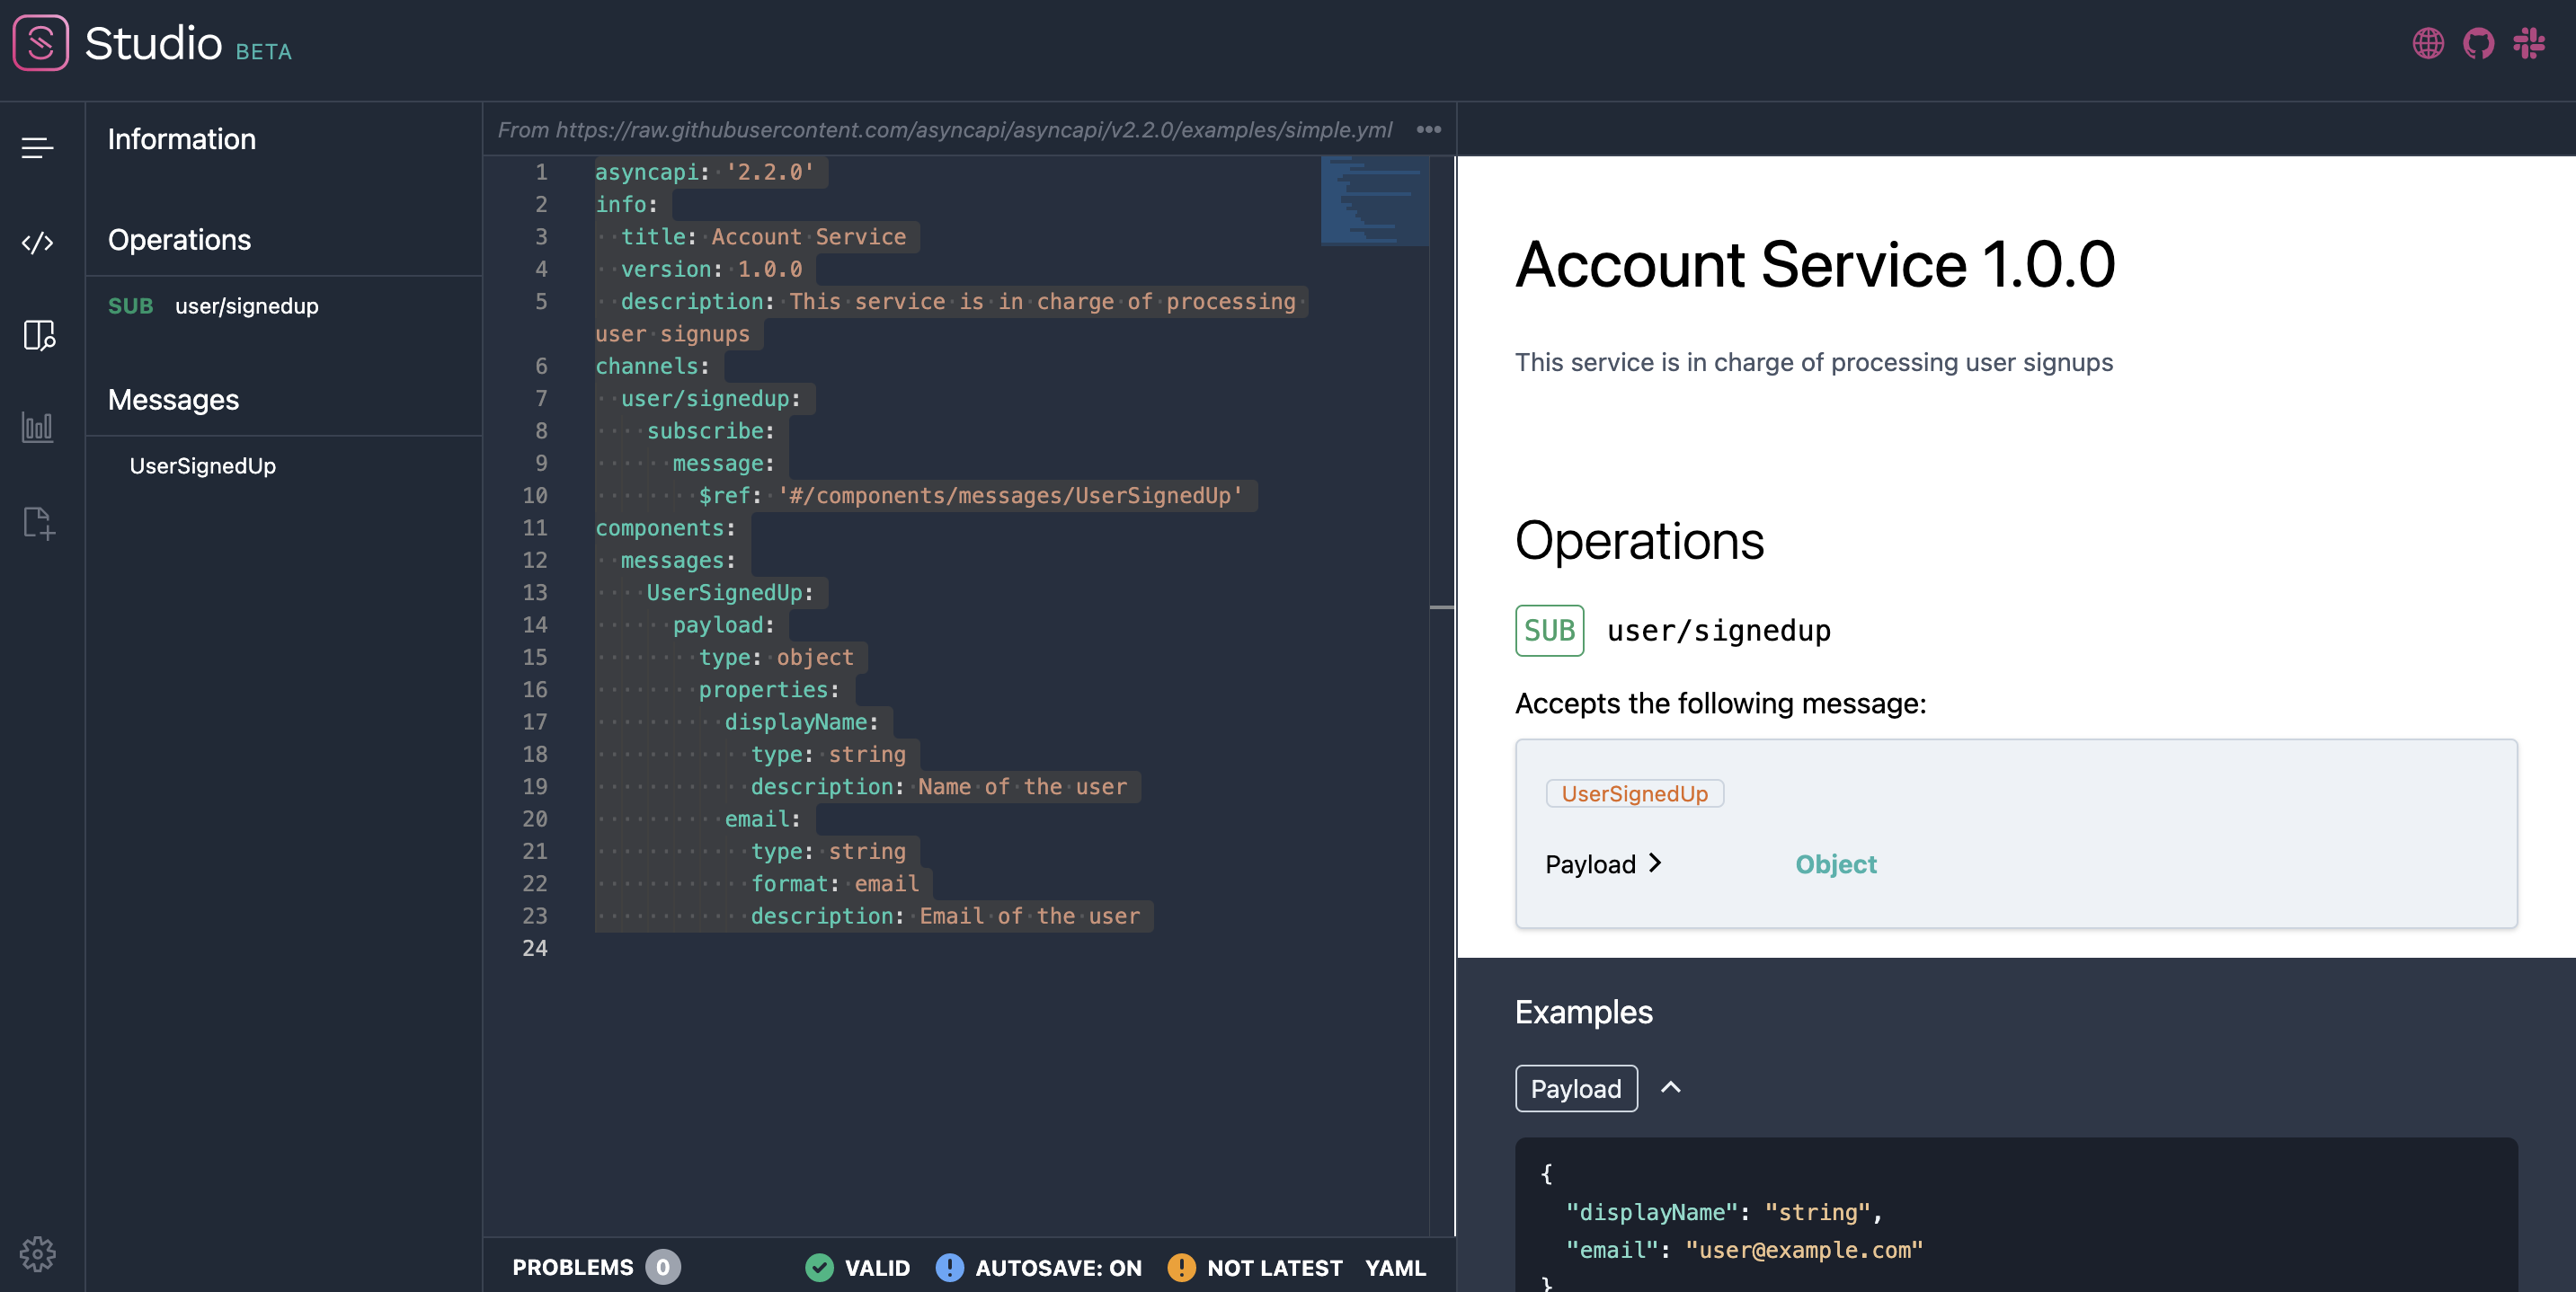 Studio BETA
Information
Operations
SUB user/signedup
Messages
UserSignedUp
From https://raw.githubusercontent.com/asyncapi/asyncapi/v2.2.0/examples/simple.yml •••
1 asyncapi: '2.2.0'
2 info:
3   title: Account Service
4   version: 1.0.0
5   description: This service is in charge of processing
user signups
6 channels:
7   user/signedup:
8     subscribe:
9       message:
10         $ref: '#/components/messages/UserSignedUp'
11 components:
12   messages:
13     UserSignedUp:
14       payload:
15         type: object
16         properties:
17           displayName:
18             type: string
19             description: Name of the user
20           email:
21             type: string
22             format: email
23             description: Email of the user
24
PROBLEMS 0 VALID AUTOSAVE: ON NOT LATEST YAML
Account Service 1.0.0
This service is in charge of processing user signups
Operations
SUB user/signedup
Accepts the following message:
UserSignedUp
Payload Object
Examples
Payload
{
  "displayName": "string",
  "email": "user@example.com"
}